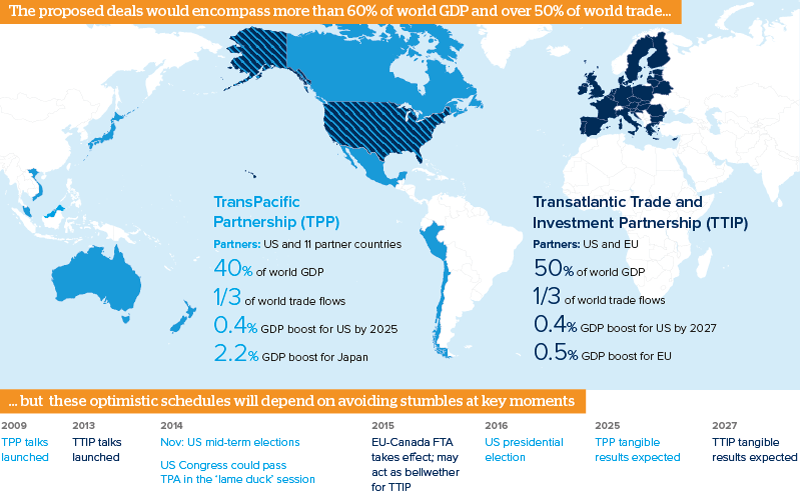 The proposed deals would encompass more than 60% of world GDP and over 50% of world trade...
TransPacific
Partnership (TPP)
Partners: US and 11 partner countries
40% of world GDP
1/3 of world trade flows
0.4% GDP boost for US by 2025
2.2% GDP boost for Japan
Transatlantic Trade and
Investment Partnership (TTIP)
Partners: US and EU
50% of world GDP
1/3 of world trade flows
0.4% GDP boost for US by 2027
0.5% GDP boost for EU
... but these optimistic schedules will depend on avoiding stumbles at key moments
2009
TPP talks
launched
2013
TTIP talks
launched
2014
Nov: US mid-term elections
US Congress could pass
TPA in the ‘lame duck’ session
2015
EU-Canada FTA
takes effect; may
act as bellwether
for TTIP
2016
US presidential
election
2025
TPP tangible
results expected
2027
TTIP tangible
results expected